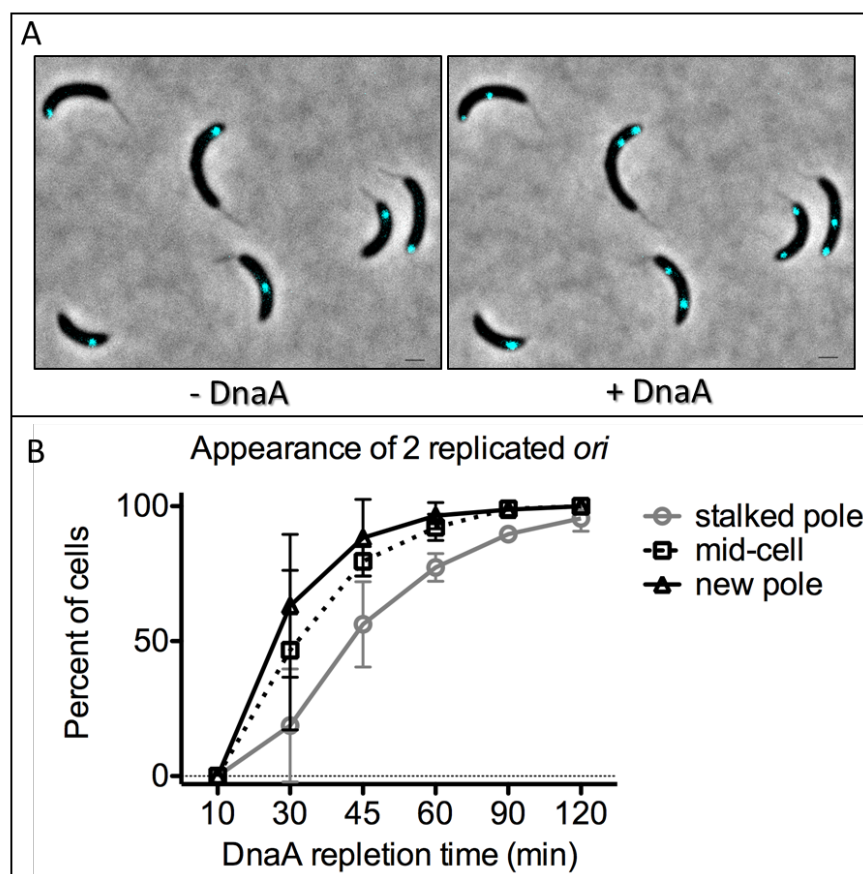 A
- DnaA
+ DnaA
B
Appearance of 2 replicated ori
100
50
0
Percent of cells
10 30 45 60 90 120
DnaA repletion time (min)
stalked pole
mid-cell
new pole